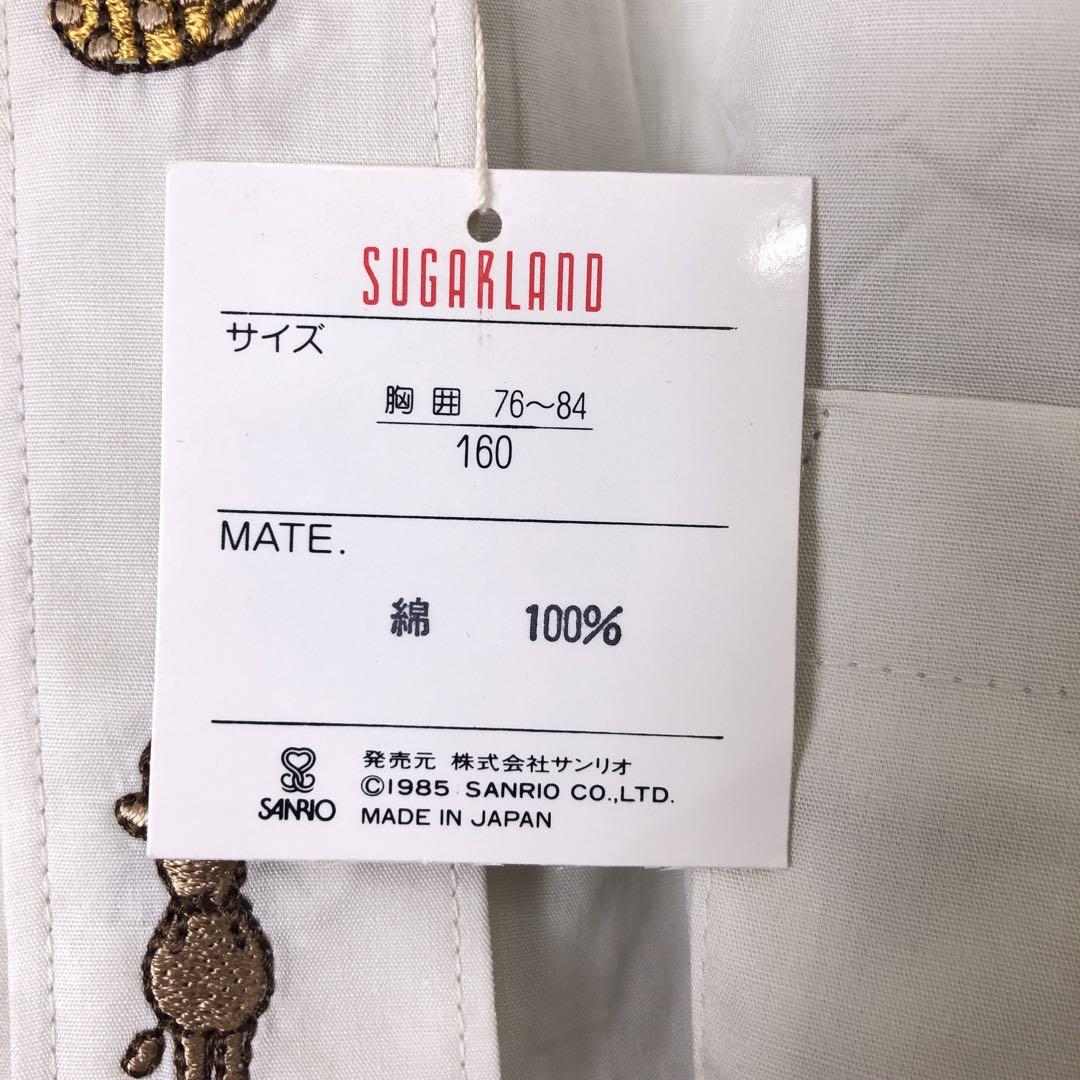 SUGARLAND
サイズ
胸囲 76〜84
160
MATE.
綿 100%
SANRIO
発売元 株式会社サンリオ
©1985 SANRIO CO.,LTD.
MADE IN JAPAN